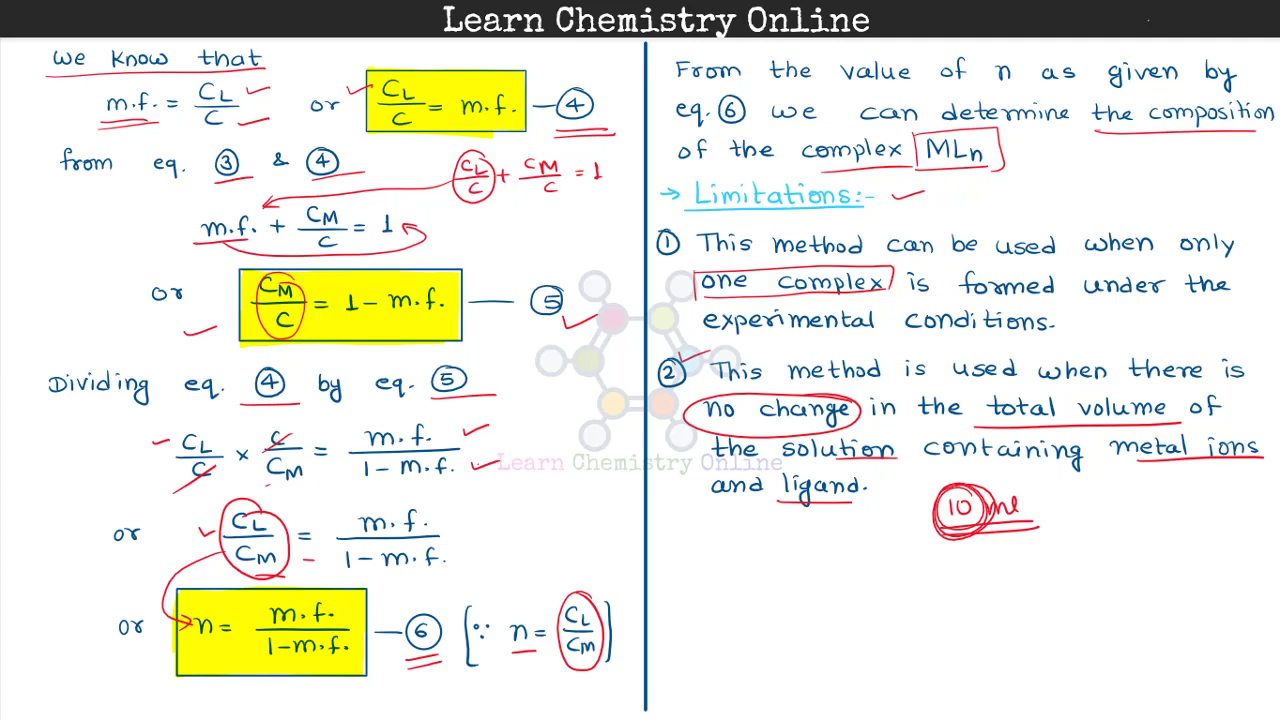 Learn Chemistry Online
We know that
m.f. = CL/C or CL/C = m.f. — ④
from eq. ③ & ④
CL/C + CM/C = 1
m.f. + CM/C = 1
or CM/C = 1 - m.f. — ⑤
Dividing eq. ④ by eq. ⑤
CL/C × C/CM = m.f./1 - m.f.
or CL/CM = m.f./1 - m.f.
or n = m.f./1 - m.f. — ⑥ [∵ n = CL/CM]
From the value of n as given by
eq. ⑥ we can determine the composition
of the complex MLn
→ Limitations:-
① This method can be used when only
one complex is formed under the
experimental conditions.
② This method is used when there is
no change in the total volume of
the solution containing metal ions
and ligand.
10 ml
Learn Chemistry Online